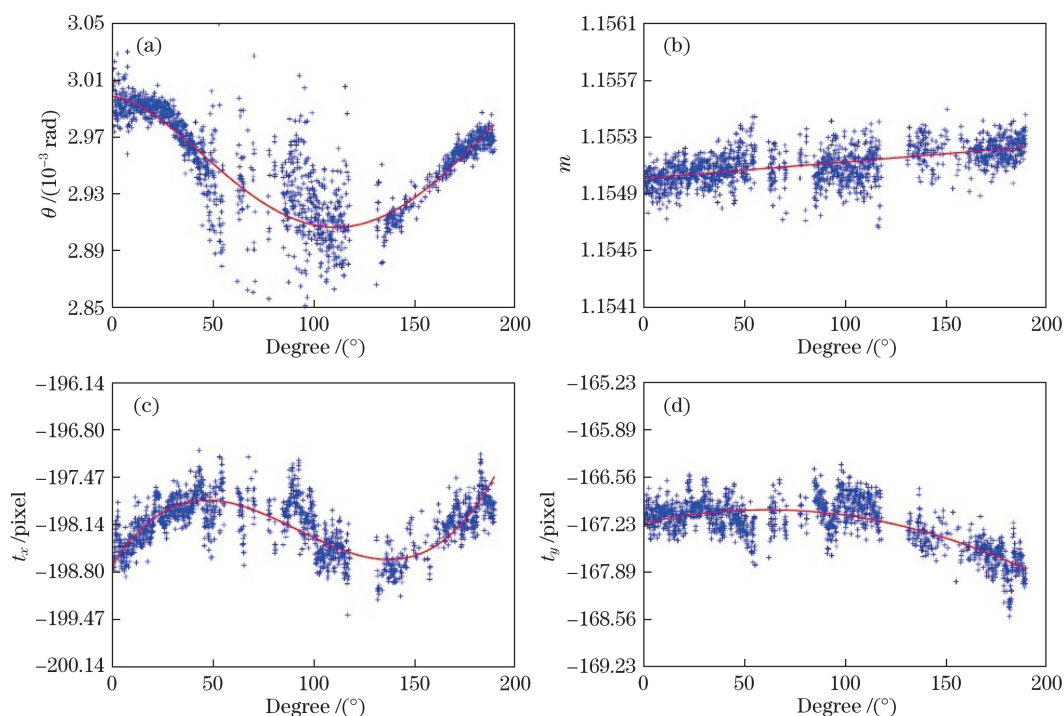 (a)
θ /(10⁻³ rad)
3.05
3.01
2.97
2.93
2.89
2.85
0 50 100 150 200
Degree /(°)
(b)
m
1.1561
1.1557
1.1553
1.1549
1.1545
1.1541
0 50 100 150 200
Degree /(°)
(c)
tₓ /pixel
−196.14
−196.80
−197.47
−198.14
−198.80
−199.47
−200.14
0 50 100 150 200
Degree /(°)
(d)
t_y /pixel
−165.23
−165.89
−166.56
−167.23
−167.89
−168.56
−169.23
0 50 100 150 200
Degree /(°)